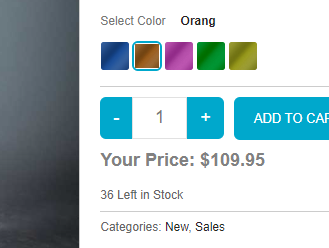 Select Color Orang
- 1 + ADD TO CAR
Your Price: $109.95
36 Left in Stock
Categories: New, Sales